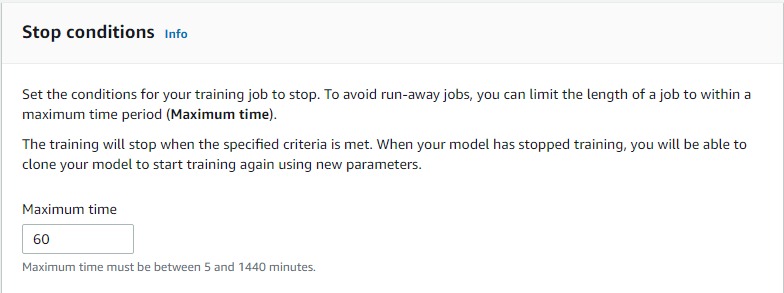 Stop conditions Info
Set the conditions for your training job to stop. To avoid run-away jobs, you can limit the length of a job to within a
maximum time period (Maximum time).
The training will stop when the specified criteria is met. When your model has stopped training, you will be able to
clone your model to start training again using new parameters.
Maximum time
60
Maximum time must be between 5 and 1440 minutes.